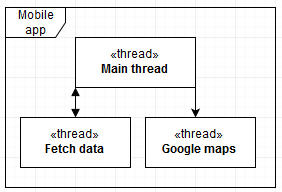 Mobile
app
«thread»
Main thread
«thread»
Fetch data
«thread»
Google maps